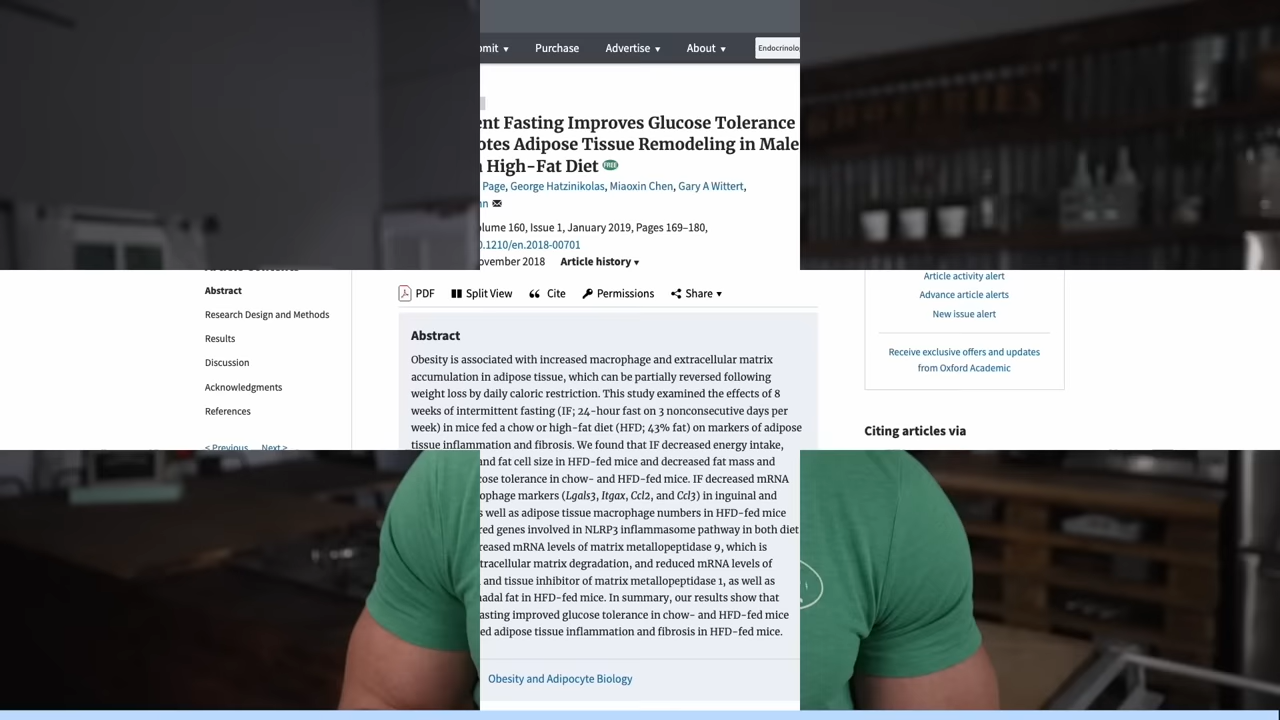 mit ▾ Purchase Advertise ▾ About ▾
ent Fasting Improves Glucose Tolerance
otes Adipose Tissue Remodeling in Male
High-Fat Diet FREE
Page, George Hatzinikolas, Miaoxin Chen, Gary A Wittert,
nn
lume 160, Issue 1, January 2019, Pages 169–180,
0.1210/en.2018-00701
ovember 2018 Article history ▾
Abstract
Research Design and Methods
Results
Discussion
Acknowledgments
References
< Previous Next >
PDF Split View Cite Permissions Share ▾
Abstract
Obesity is associated with increased macrophage and extracellular matrix
accumulation in adipose tissue, which can be partially reversed following
weight loss by daily caloric restriction. This study examined the effects of 8
weeks of intermittent fasting (IF; 24-hour fast on 3 nonconsecutive days per
week) in mice fed a chow or high-fat diet (HFD; 43% fat) on markers of adipose
tissue inflammation and fibrosis. We found that IF decreased energy intake,
nd fat cell size in HFD-fed mice and decreased fat mass and
cose tolerance in chow- and HFD-fed mice. IF decreased mRNA
ophage markers (Lgals3, Itgax, Ccl2, and Ccl3) in inguinal and
s well as adipose tissue macrophage numbers in HFD-fed mice
red genes involved in NLRP3 inflammasome pathway in both diet
reased mRNA levels of matrix metallopeptidase 9, which is
tracellular matrix degradation, and reduced mRNA levels of
and tissue inhibitor of matrix metallopeptidase 1, as well as
nadal fat in HFD-fed mice. In summary, our results show that
asting improved glucose tolerance in chow- and HFD-fed mice
ed adipose tissue inflammation and fibrosis in HFD-fed mice.
Obesity and Adipocyte Biology
Article activity alert
Advance article alerts
New issue alert
Receive exclusive offers and updates
from Oxford Academic
Citing articles via